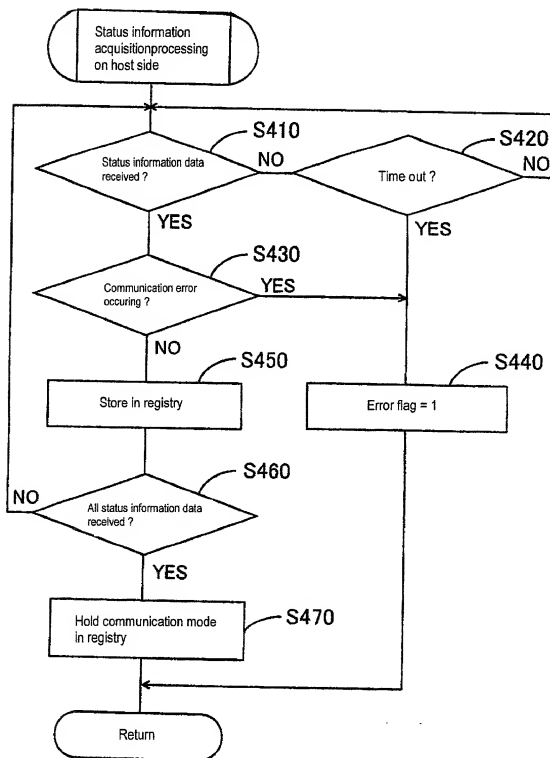 Status information
acquisitionprocessing
on host side
S410
Status information data
received ?
NO
YES
S420
Time out ?
NO
YES
S430
Communication error
occuring ?
YES
NO
S450
Store in registry
S440
Error flag = 1
S460
All status information data
received ?
NO
YES
S470
Hold communication mode
in registry
Return